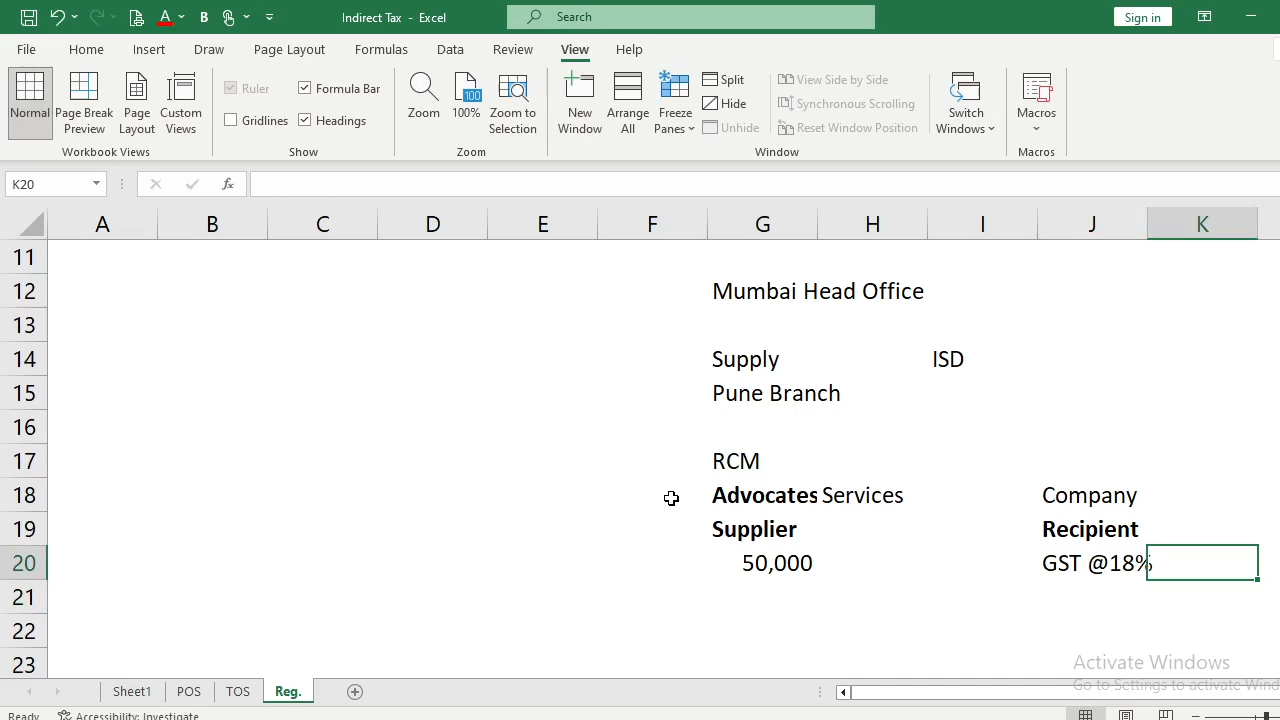 Indirect Tax - Excel
Search
Sign in
File Home Insert Draw Page Layout Formulas Data Review View Help
Normal
Page Break Preview
Page Layout
Custom Views
Workbook Views
Ruler
Formula Bar
Gridlines
Headings
Show
Zoom
100
100%
Zoom to Selection
Zoom
New Window
Arrange All
Freeze Panes
Split
Hide
Unhide
View Side by Side
Synchronous Scrolling
Reset Window Position
Switch Windows
Window
Macros
Macros
K20
fx
A B C D E F G H I J K
11
12 Mumbai Head Office
13
14 Supply ISD
15 Pune Branch
16
17 RCM
18 Advocates Services Company
19 Supplier Recipient
20 50,000 GST @18%
21
22
23
Activate Windows
Go to Settings to activate Wind
Sheet1 POS TOS Reg.
Ready Accessibility: Investigate